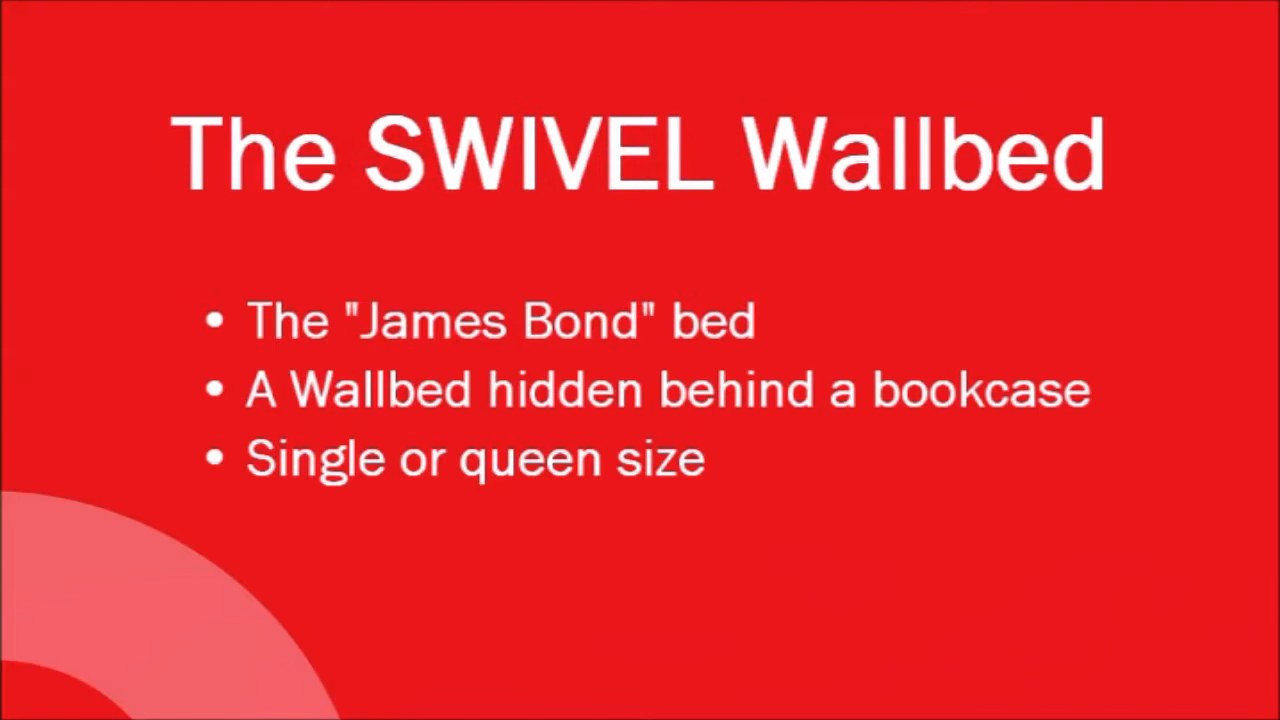 The SWIVEL Wallbed
• The "James Bond" bed
• A Wallbed hidden behind a bookcase
• Single or queen size